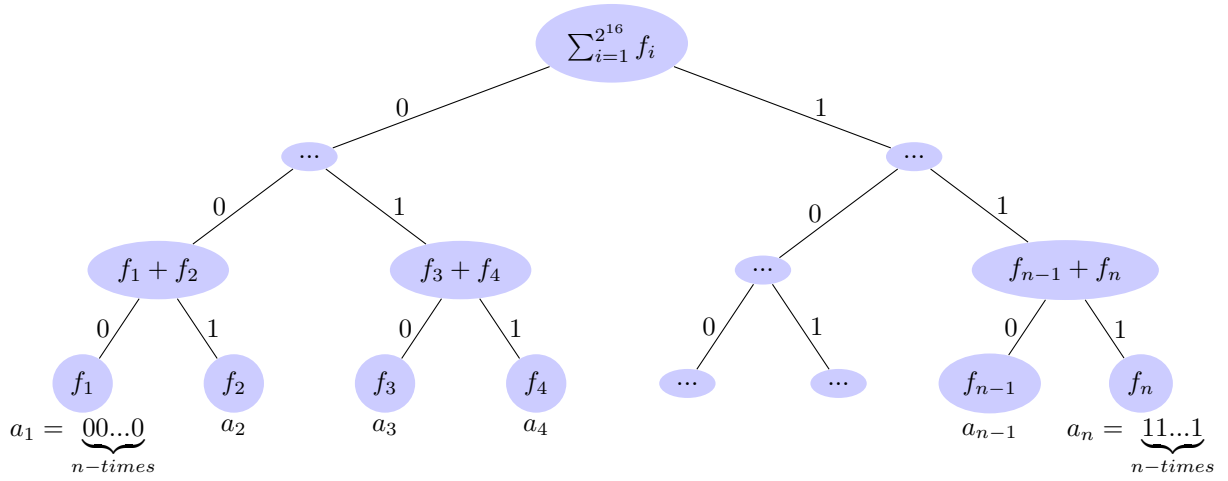 ∑_{i=1}^{2^{16}} f_i
0 1
... ...
0 1 0 1
f_1 + f_2 f_3 + f_4 ... f_{n−1} + f_n
0 1 0 1 0 1 0 1
f_1 f_2 f_3 f_4 ... ... f_{n−1} f_n
a_1 = 00...0 a_2 a_3 a_4 a_{n−1} a_n = 11...1
n−times n−times